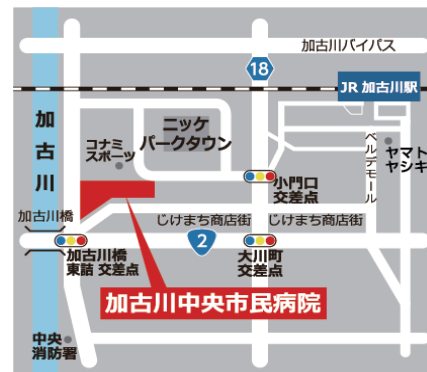 加古川バイパス
18
JR 加古川駅
加古川
ニッケ
パークタウン
コナミ
スポーツ
ベルデモール
ヤマト
ヤシキ
小門口
交差点
加古川橋
じけまち商店街
じけまち商店街
2
加古川橋
東詰 交差点
大川町
交差点
加古川中央市民病院
中央
消防署